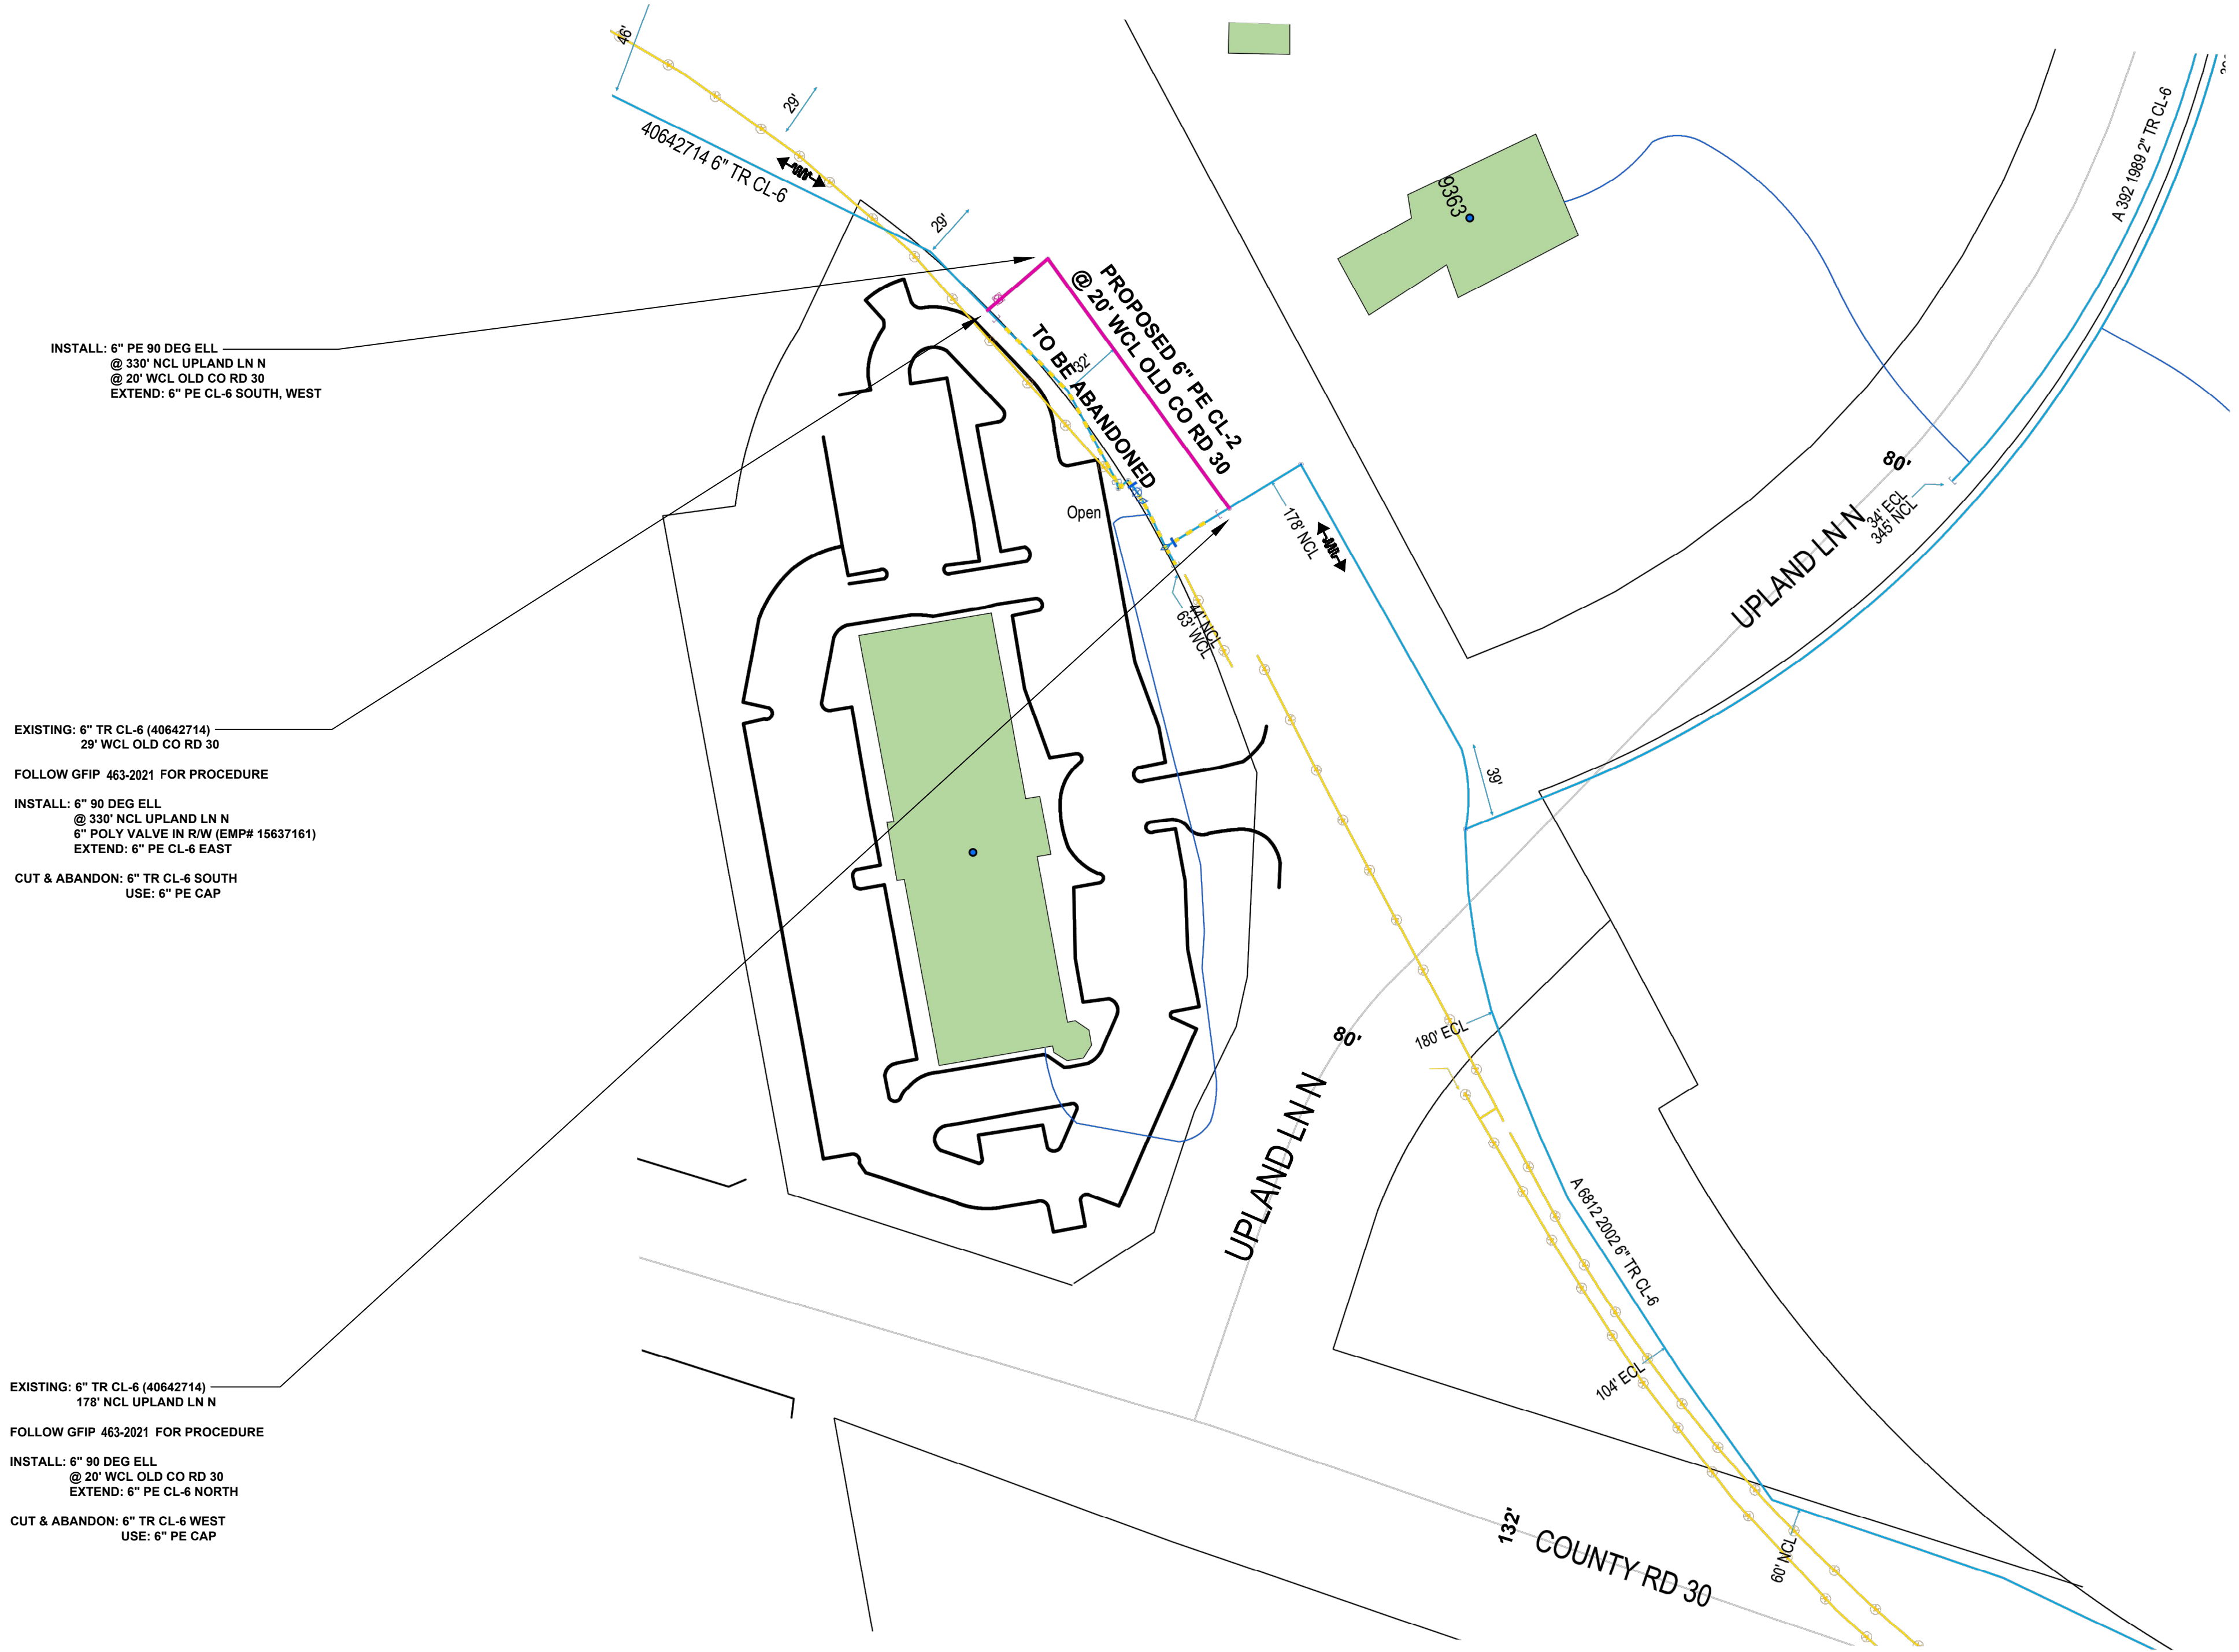 46'
29'
40642714 6" TR CL-6
29'
PROPOSED 6" PE CL-2
@ 20' WCL OLD CO RD 30
TO BE ABANDONED
32'
9363
A 392 1989 2" TR CL-6
INSTALL: 6" PE 90 DEG ELL
@ 330' NCL UPLAND LN N
@ 20' WCL OLD CO RD 30
EXTEND: 6" PE CL-6 SOUTH, WEST
80'
34' ECL
345' NCL
UPLAND LN N
Open
178' NCL
44' NCL
63' WCL
EXISTING: 6" TR CL-6 (40642714)
29' WCL OLD CO RD 30
FOLLOW GFIP 463-2021 FOR PROCEDURE
INSTALL: 6" 90 DEG ELL
@ 330' NCL UPLAND LN N
6" POLY VALVE IN R/W (EMP# 15637161)
EXTEND: 6" PE CL-6 EAST
CUT & ABANDON: 6" TR CL-6 SOUTH
USE: 6" PE CAP
39'
180' ECL
80'
UPLAND LN N
A 6812 2002 6" TR CL-6
104' ECL
EXISTING: 6" TR CL-6 (40642714)
178' NCL UPLAND LN N
FOLLOW GFIP 463-2021 FOR PROCEDURE
INSTALL: 6" 90 DEG ELL
@ 20' WCL OLD CO RD 30
EXTEND: 6" PE CL-6 NORTH
CUT & ABANDON: 6" TR CL-6 WEST
USE: 6" PE CAP
132'
COUNTY RD 30
60' NCL